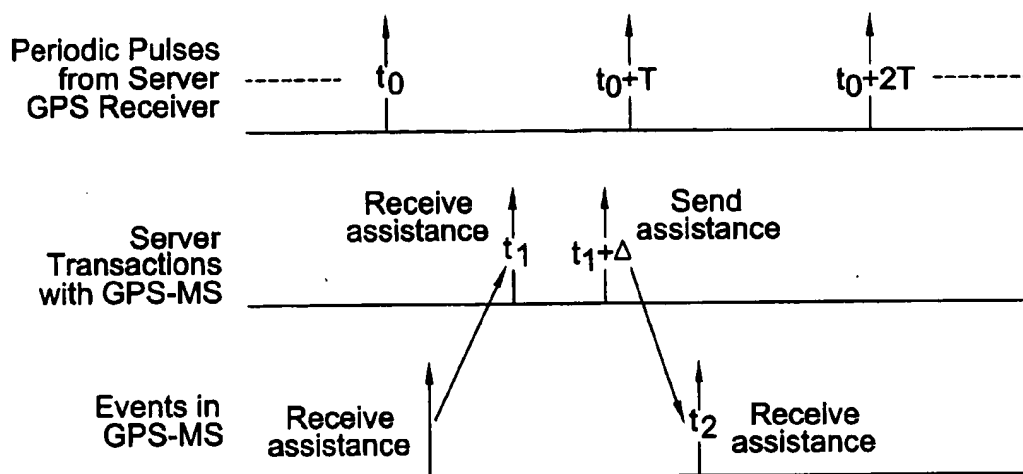 Periodic Pulses
from Server
GPS Receiver
t0
t0+T
t0+2T
Server
Transactions
with GPS-MS
Receive
assistance
t1
t1+Δ
Send
assistance
Events in
GPS-MS
Receive
assistance
t2
Receive
assistance